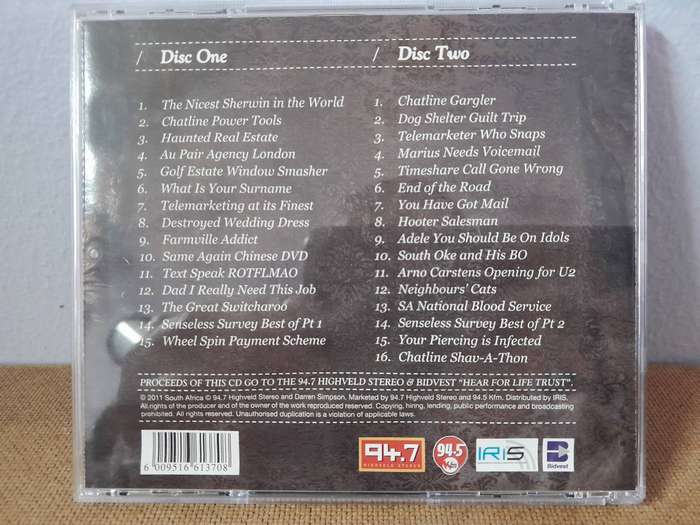 / Disc One
1. The Nicest Sherwin in the World
2. Chatline Power Tools
3. Haunted Real Estate
4. Au Pair Agency London
5. Golf Estate Window Smasher
6. What Is Your Surname
7. Telemarketing at its Finest
8. Destroyed Wedding Dress
9. Farmville Addict
10. Same Again Chinese DVD
11. Text Speak ROTFLMAO
12. Dad I Really Need This Job
13. The Great Switcharoo
14. Senseless Survey Best of Pt 1
15. Wheel Spin Payment Scheme
/ Disc Two
1. Chatline Gargler
2. Dog Shelter Guilt Trip
3. Telemarketer Who Snaps
4. Marius Needs Voicemail
5. Timeshare Call Gone Wrong
6. End of the Road
7. You Have Got Mail
8. Hooter Salesman
9. Adele You Should Be On Idols
10. South Oke and His BO
11. Arno Carstens Opening for U2
12. Neighbours' Cats
13. SA National Blood Service
14. Senseless Survey Best of Pt 2
15. Your Piercing is Infected
16. Chatline Shav-A-Thon
PROCEEDS OF THIS CD GO TO THE 94.7 HIGHVELD STEREO & BIDVEST "HEAR FOR LIFE TRUST".
© 2011 South Africa © 94.7 Highveld Stereo and Darren Simpson, Marketed by 94.7 Highveld Stereo and 94.5 Kfm. Distributed by IRIS.
All rights of the producer and of the owner of the work reproduced reserved. Copying, hiring, lending, public performance and broadcasting
prohibited. All rights reserved. Unauthorised duplication is a violation of applicable laws.
6 009516 613708
94.7
HIGHVELD STEREO
94.5
Kfm
IRIS
Bidvest